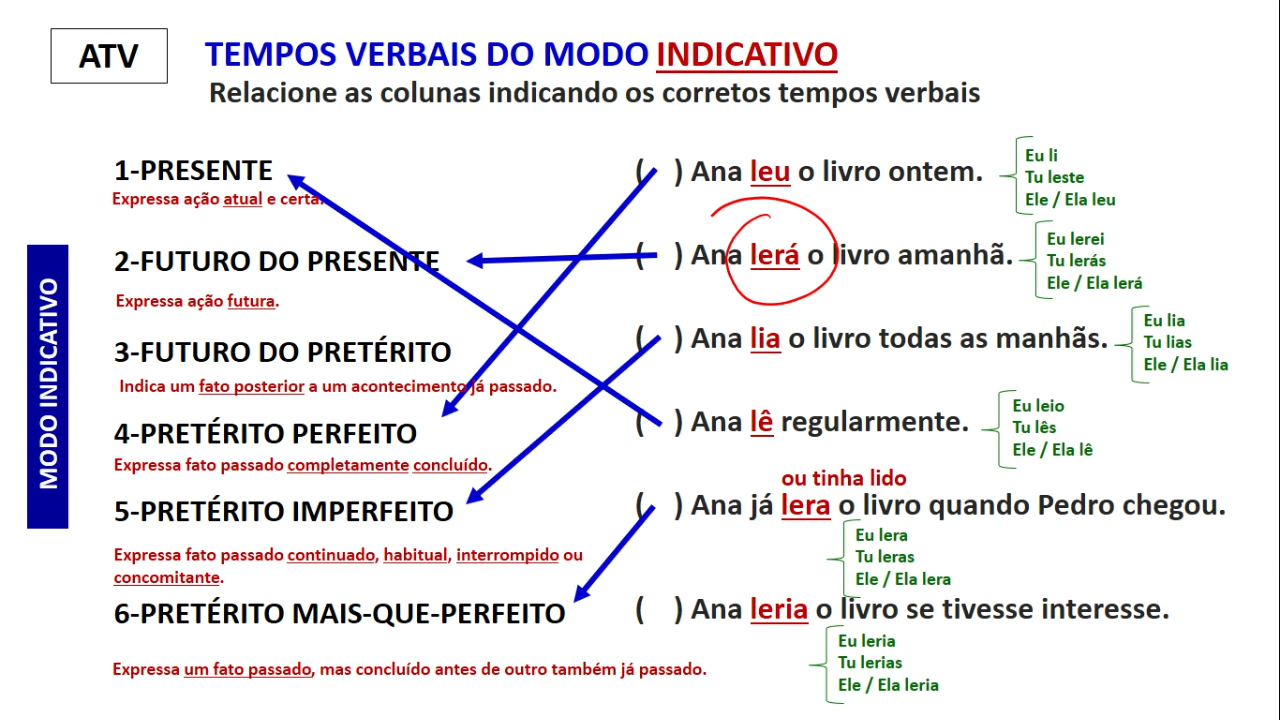 ATV
TEMPOS VERBAIS DO MODO INDICATIVO
Relacione as colunas indicando os corretos tempos verbais
MODO INDICATIVO
1-PRESENTE
Expressa ação atual e certa.
2-FUTURO DO PRESENTE
Expressa ação futura.
3-FUTURO DO PRETÉRITO
Indica um fato posterior a um acontecimento já passado.
4-PRETÉRITO PERFEITO
Expressa fato passado completamente concluído.
5-PRETÉRITO IMPERFEITO
Expressa fato passado continuado, habitual, interrompido ou
concomitante.
6-PRETÉRITO MAIS-QUE-PERFEITO
Expressa um fato passado, mas concluído antes de outro também já passado.
( ) Ana leu o livro ontem.
Eu li
Tu leste
Ele / Ela leu
( ) Ana lerá o livro amanhã.
Eu lerei
Tu lerás
Ele / Ela lerá
( ) Ana lia o livro todas as manhãs.
Eu lia
Tu lias
Ele / Ela lia
( ) Ana lê regularmente.
Eu leio
Tu lês
Ele / Ela lê
ou tinha lido
( ) Ana já lera o livro quando Pedro chegou.
Eu lera
Tu leras
Ele / Ela lera
( ) Ana leria o livro se tivesse interesse.
Eu leria
Tu lerias
Ele / Ela leria